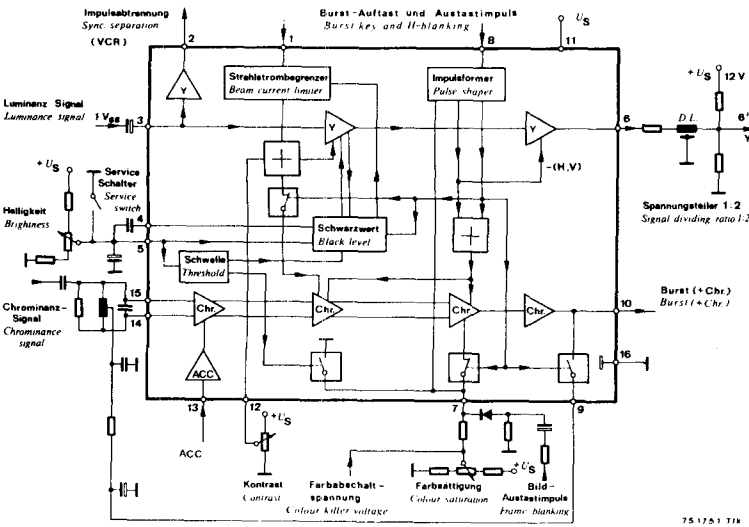 Impulsabtrennung
Sync. separation
(VCR)
Burst-Auftast und Austastimpuls
Burst key and H-blanking
U_S
2
1
8
11
Strahlstrombegrenzer
Beam current limiter
Impulsformer
Pulse shaper
+U_S
12 V
Y
Luminanz Signal
Luminance signal
1 V_SS
3
Y
Y
6
D.L.
6'
Y
-(H,V)
+U_S
Service
Schalter
Service
switch
Spannungsteiler 1:2
Signal dividing ratio 1:2
Helligkeit
Brightness
4
5
Schwarzwert
Black level
Schwelle
Threshold
Chrominanz-
Signal
Chrominance
signal
15
14
Chr.
Chr.
Chr.
Chr.
10
Burst (+Chr.)
Burst (+Chr.)
ACC
16
13
12
7
9
ACC
+U_S
Kontrast
Contrast
Farbabschalt-
spannung
Colour killer voltage
+U_S
Farbsättigung
Colour saturation
Bild-
Austastimpuls
Frame blanking
751751 Tlk